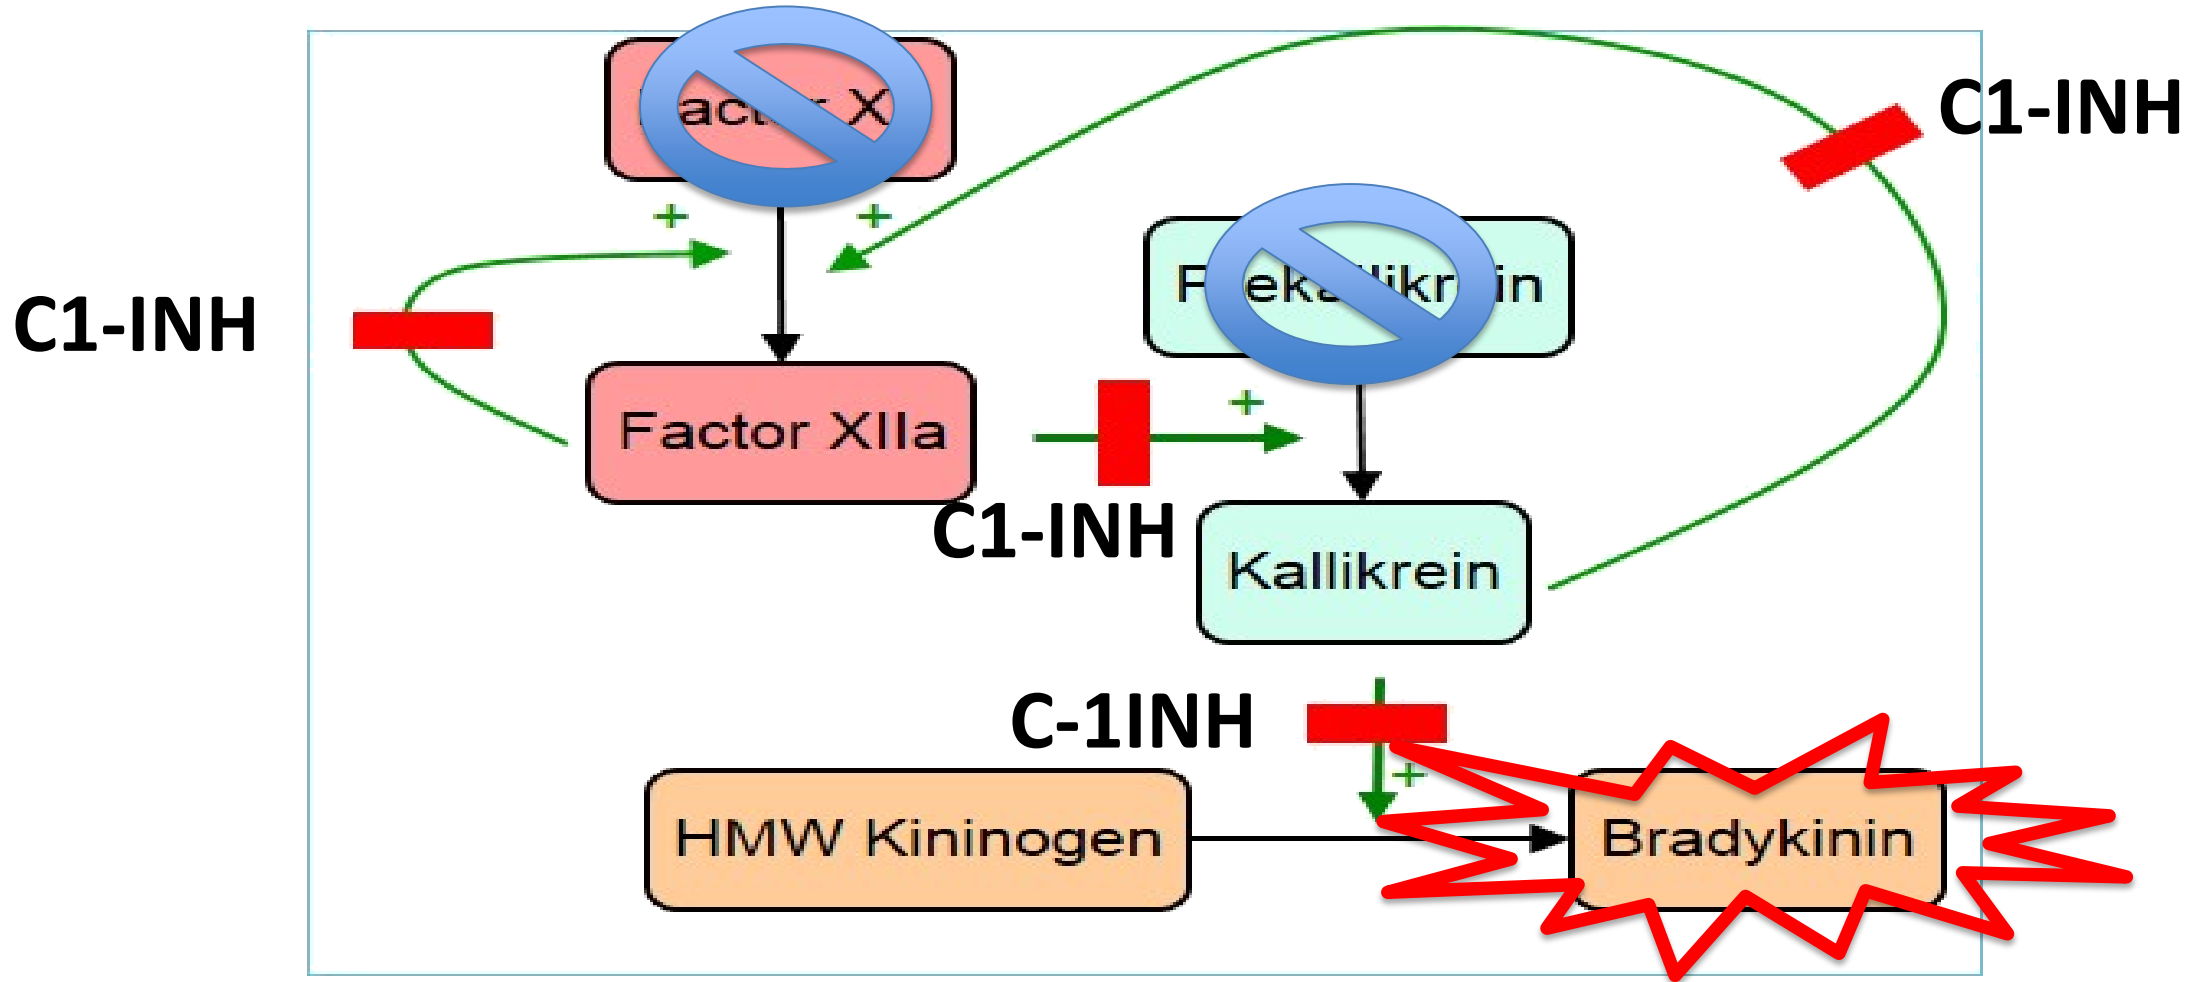 C1-INH
+ +
C1-INH
Factor XIIa
+
C1-INH
Kallikrein
C-1INH
+
HMW Kininogen
Bradykinin